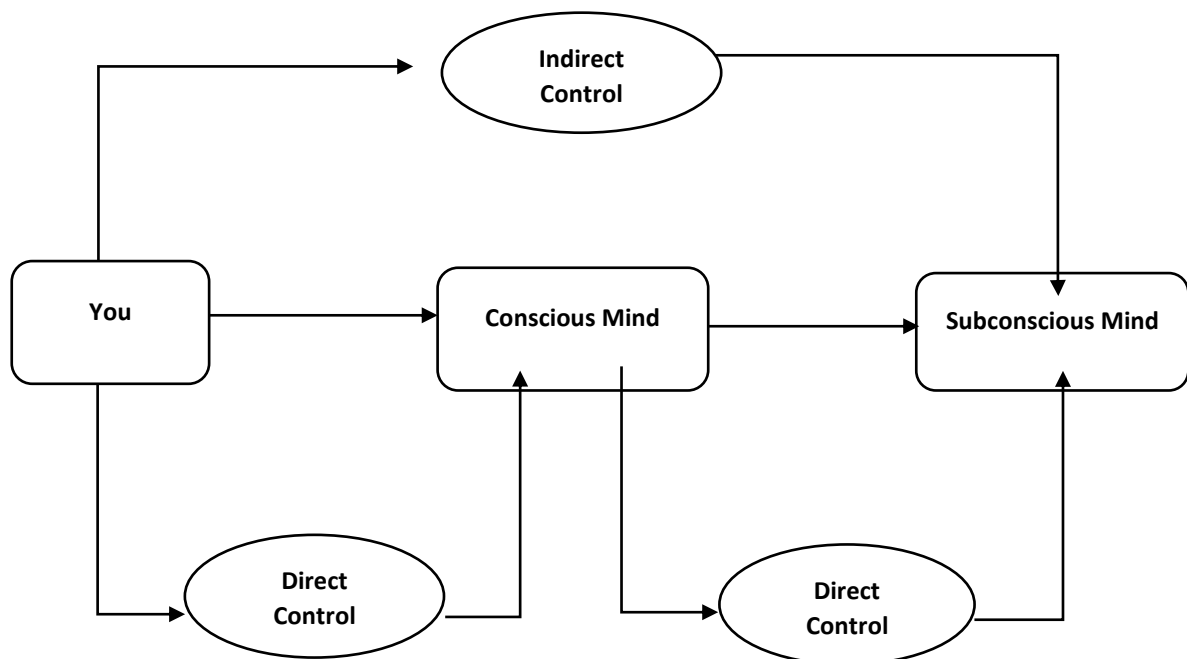 Indirect
Control
You
Conscious Mind
Subconscious Mind
Direct
Control
Direct
Control